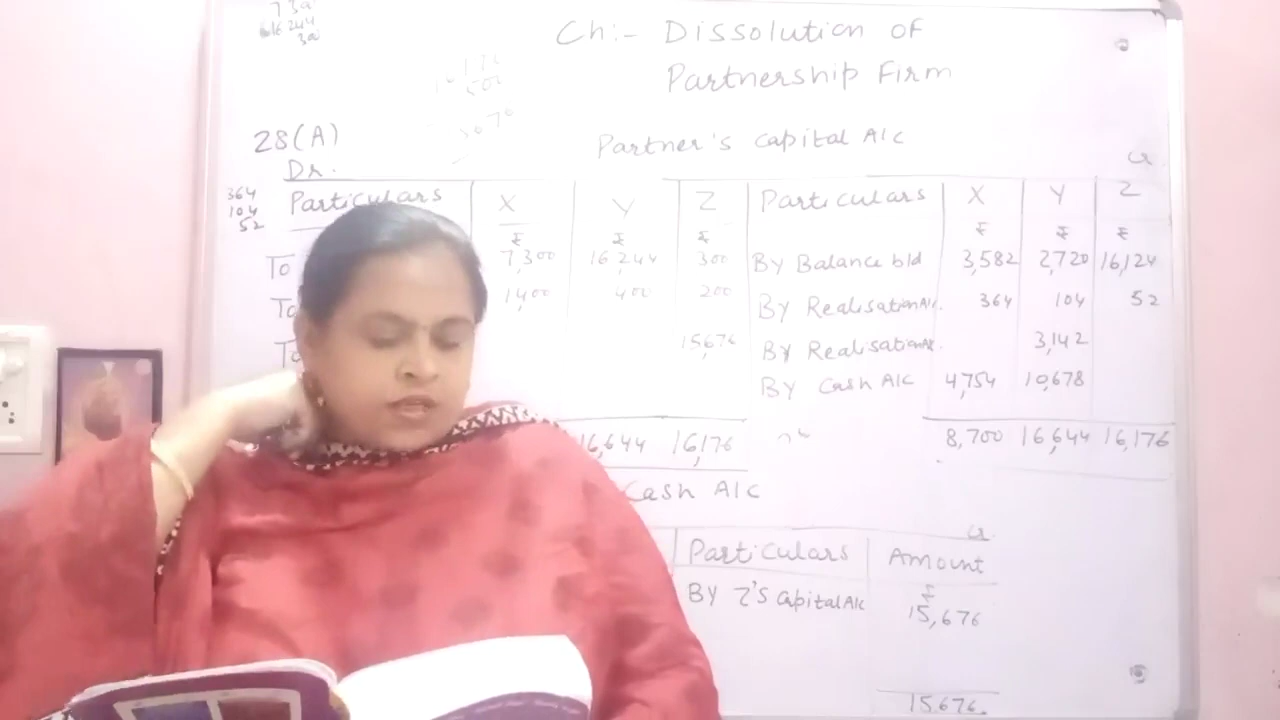 Ch:- Dissolution of
Partnership Firm
28(A) Partner's Capital A/c
Dr. Cr.
364
104
52
Particulars X Y Z Particulars X Y Z
₹ ₹ ₹ ₹ ₹ ₹
To 7,300 16,244 300 By Balance b/d 3,582 2,720 16,124
To 1,400 400 200 By Realisation A/c 364 104 52
To 15,676 By Realisation A/c 3,142
By Cash A/c 4,754 10,678
16,644 16,176 8,700 16,644 16,176
Cash A/c
Cr.
Particulars Amount
₹
By Z's Capital A/c 15,676
15,676